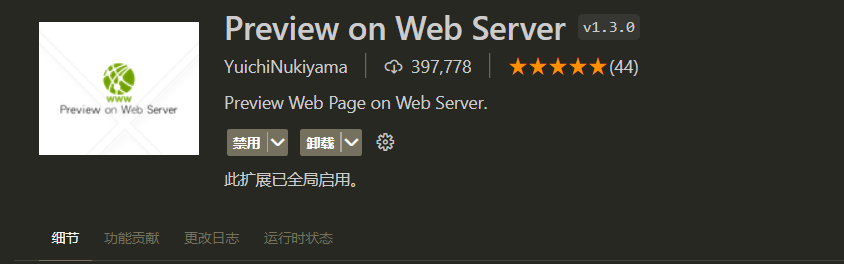 Preview on Web Server v1.3.0
WWW
Preview on Web Server
YuichiNukiyama 397,778 ★★★★★(44)
Preview Web Page on Web Server.
禁用 卸载
此扩展已全局启用。
细节 功能贡献 更改日志 运行时状态